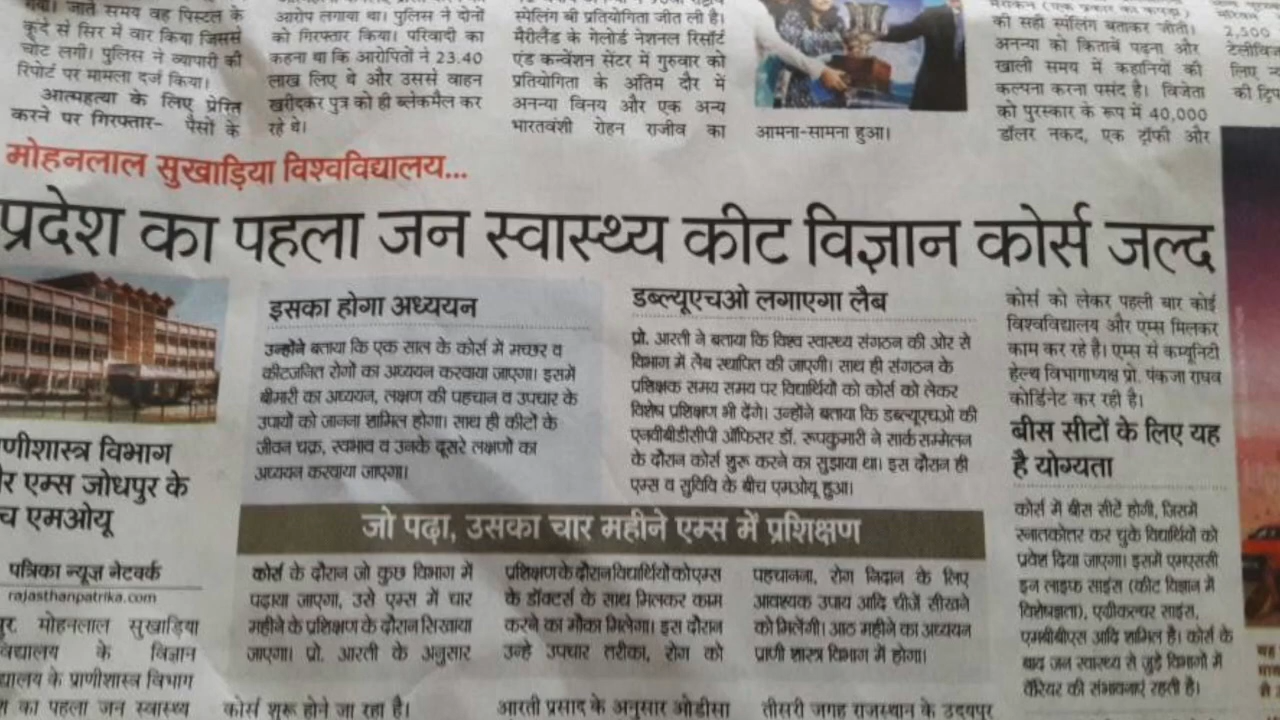 जाते समय वह पिस्टल के
कूंदे से सिर में वार किया जिससे
चोट लगी। पुलिस ने व्यापारी की
रिपोर्ट पर मामला दर्ज किया।
आत्महत्या के लिए प्रेरित
करने पर गिरफ्तार- पैसों के
आरोप लगाया था। पुलिस ने दोनों
को गिरफ्तार किया। परिवादी का
कहना था कि आरोपितों ने 23.40
लाख लिए थे और उससे वाहन
खरीदकर पुत्र को ही ब्लेकमैल कर
रहे थे।
स्पेलिंग बी प्रतियोगिता जीत ली है।
मैरीलैंड के गेलोर्ड नेशनल रिसॉर्ट
एंड कन्वेंशन सेंटर में गुरुवार को
प्रतियोगिता के अंतिम दौर में
अनन्या विनय और एक अन्य
भारतवंशी रोहन राजीव का
आमना-सामना हुआ।
की सही स्पेलिंग बताकर जीती।
अनन्या को किताबें पढ़ना और
खाली समय में कहानियों की
कल्पना करना पसंद है। विजेता
को पुरस्कार के रूप में 40,000
डॉलर नकद, एक ट्रॉफी और
2,500
लिए
की
मोहनलाल सुखाड़िया विश्वविद्यालय...
प्रदेश का पहला जन स्वास्थ्य कीट विज्ञान कोर्स जल्द
णीशास्त्र विभाग
र एम्स जोधपुर के
च एमओयू
पत्रिका न्यूज नेटवर्क
rajasthanpatrika.com
मोहनलाल सुखाड़िया
के विज्ञान
के प्राणीशास्त्र विभाग
का पहला जन स्वास्थ्य
इसका होगा अध्ययन
उन्होंने बताया कि एक साल के कोर्स में मच्छर व
कीटजनित रोगों का अध्ययन करवाया जाएगा। इसमें
बीमारी का अध्ययन, लक्षण की पहचान व उपचार के
उपायों को जानना शामिल होगा। साथ ही कीटों के
जीवन चक्र, स्वभाव व उनके दूसरे लक्षणों का
अध्ययन करवाया जाएगा।
डब्ल्यूएचओ लगाएगा लैब
प्रो. आरती ने बताया कि विश्व स्वास्थ्य संगठन की ओर से
विभाग में लैब स्थापित की जाएगी। साथ ही संगठन के
प्रशिक्षक समय समय पर विद्यार्थियों को कोर्स को लेकर
विशेष प्रशिक्षण भी देंगे। उन्होंने बताया कि डब्ल्यूएचओ की
एनवीबीडीसीपी ऑफिसर डॉ. रूपकुमारी ने सार्क सम्मेलन
के दौरान कोर्स शुरू करने का सुझाया था। इस दौरान ही
एम्स व सुविवि के बीच एमओयू हुआ।
जो पढ़ा, उसका चार महीने एम्स में प्रशिक्षण
कोर्स के दौरान जो कुछ विभाग में
पढ़ाया जाएगा, उसे एम्स में चार
महीने के प्रशिक्षण के दौरान सिखाया
जाएगा। प्रो. आरती के अनुसार
प्रशिक्षण के दौरान विद्यार्थियों को एम्स
के डॉक्टर्स के साथ मिलकर काम
करने का मौका मिलेगा। इस दौरान
उन्हे उपचार तरीका, रोग को
पहचानना, रोग निदान के लिए
आवश्यक उपाय आदि चीजें सीखने
को मिलेंगी। आठ महीने का अध्ययन
प्राणी शास्त्र विभाग में होगा।
कोर्स शुरू होने जा रहा है।
आरती प्रसाद के अनुसार ओडीसा
तीसरी जगह राजस्थान के उदयपुर
कोर्स को लेकर पहली बार कोई
विश्वविद्यालय और एम्स मिलकर
काम कर रहे है। एम्स से कम्यूनिटी
हेल्थ विभागाध्यक्ष प्रो. पंकजा राघव
कोर्डिनेट कर रही है।
बीस सीटों के लिए यह
है योग्यता
कोर्स में बीस सीटें होगी, जिसमें
स्नातकोत्तर कर चुके विद्यार्थियों को
प्रवेश दिया जाएगा। इसमें एमएससी
इन लाइफ साइंस (कीट विज्ञान में
विशेषज्ञता), एग्रीकल्चर साइंस,
एमबीबीएस आदि शामिल है। कोर्स के
बाद जन स्वास्थ्य से जुड़े विभागों में
कॅरियर की संभावनाएं रहती है।